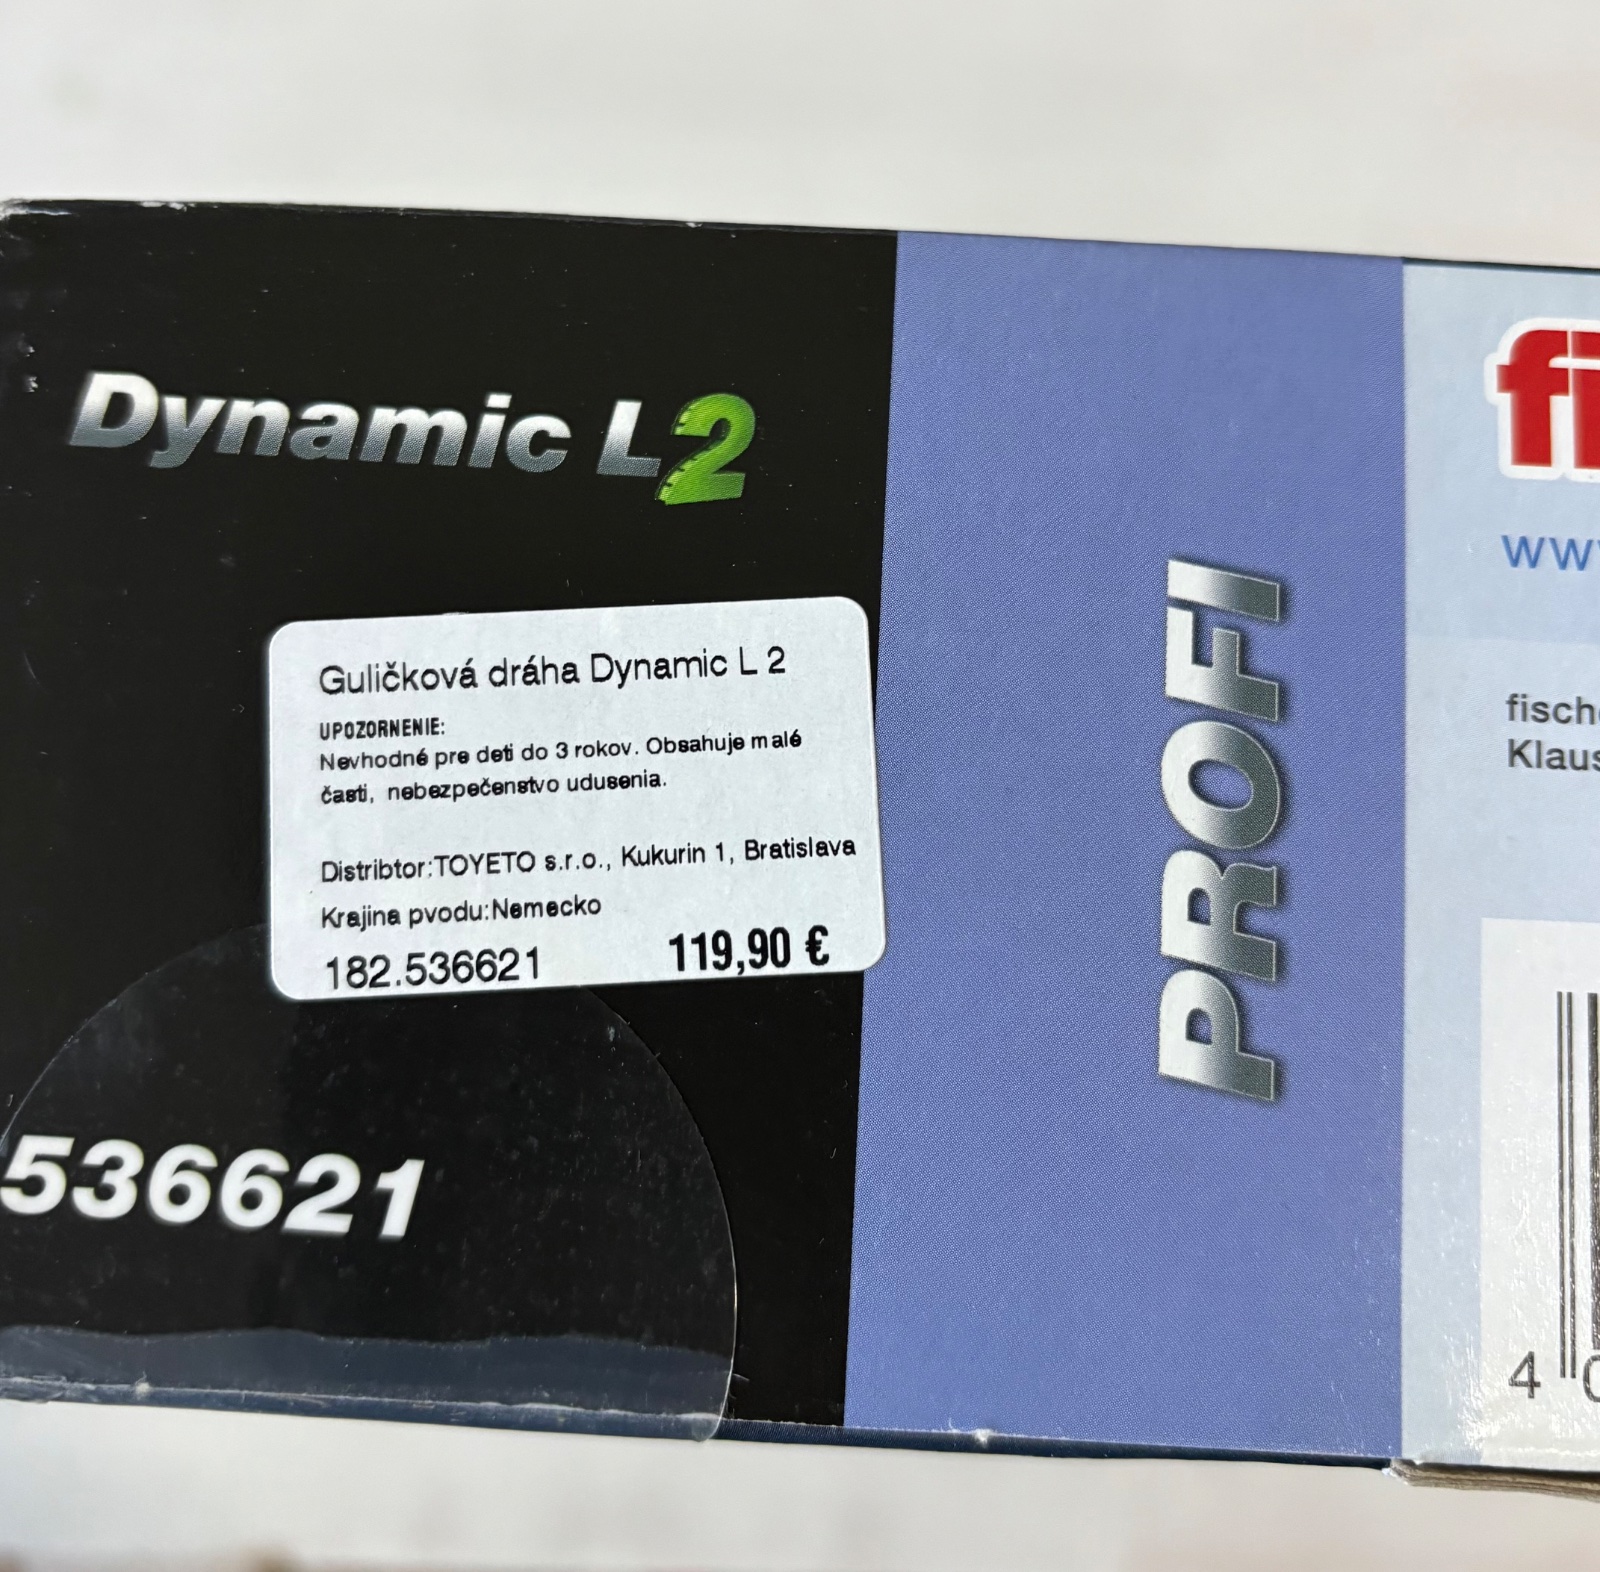 Dynamic L2
Guličková dráha Dynamic L 2
UPOZORNENIE:
Nevhodné pre deti do 3 rokov. Obsahuje malé
časti, nebezpečenstvo udusenia.
Distribtor:TOYETO s.r.o., Kukurin 1, Bratislava
Krajina pvodu:Nemecko
182.536621 119,90 €
536621
PROFI
fi
ww
fisch
Klaus
4